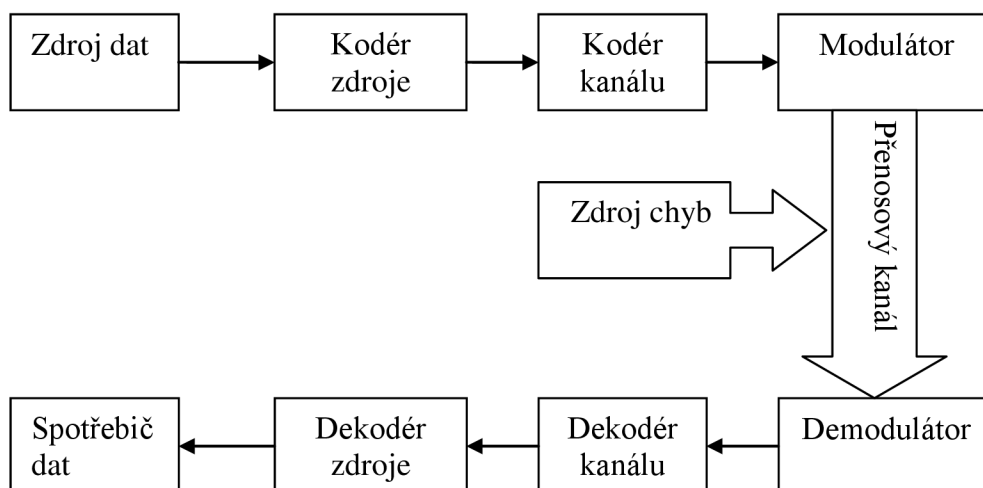 Zdroj dat
Kodér
zdroje
Kodér
kanálu
Modulátor
Přenosový kanál
Zdroj chyb
Spotřebič
dat
Dekodér
zdroje
Dekodér
kanálu
Demodulátor